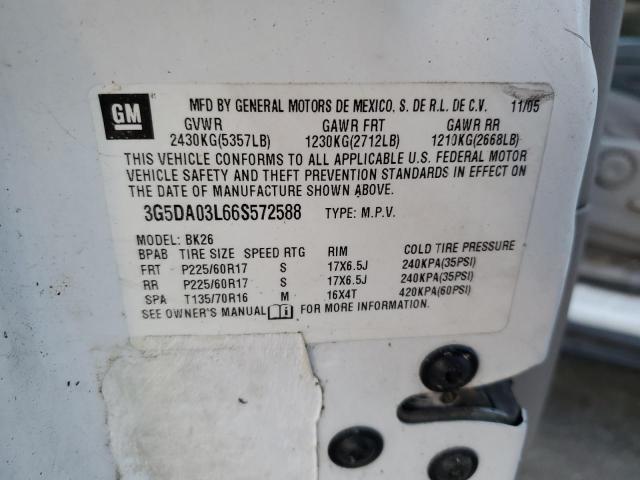 GM
MFD BY GENERAL MOTORS DE MEXICO, S. DE R.L. DE C.V. 11/05
GVWR GAWR FRT GAWR RR
2430KG(5357LB) 1230KG(2712LB) 1210KG(2668LB)
THIS VEHICLE CONFORMS TO ALL APPLICABLE U.S. FEDERAL MOTOR
VEHICLE SAFETY AND THEFT PREVENTION STANDARDS IN EFFECT ON
THE DATE OF MANUFACTURE SHOWN ABOVE.
3G5DA03L66S572588 TYPE: M.P.V.
MODEL: BK26
BPAB TIRE SIZE SPEED RTG RIM COLD TIRE PRESSURE
FRT P225/60R17 S 17X6.5J 240KPA(35PSI)
RR P225/60R17 S 17X6.5J 240KPA(35PSI)
SPA T135/70R16 M 16X4T 420KPA(60PSI)
SEE OWNER'S MANUAL FOR MORE INFORMATION.